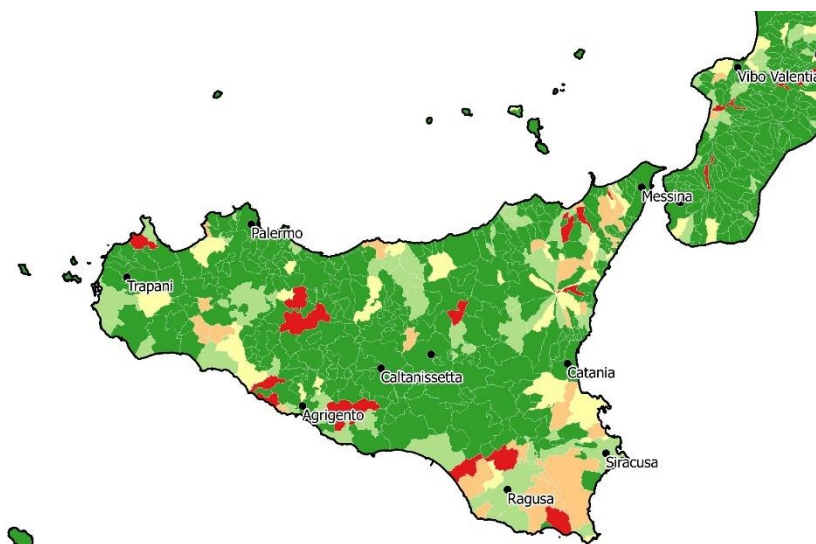 Vibo Valentia
Messina
Palermo
Trapani
Caltanissetta
Catania
Agrigento
Siracusa
Ragusa